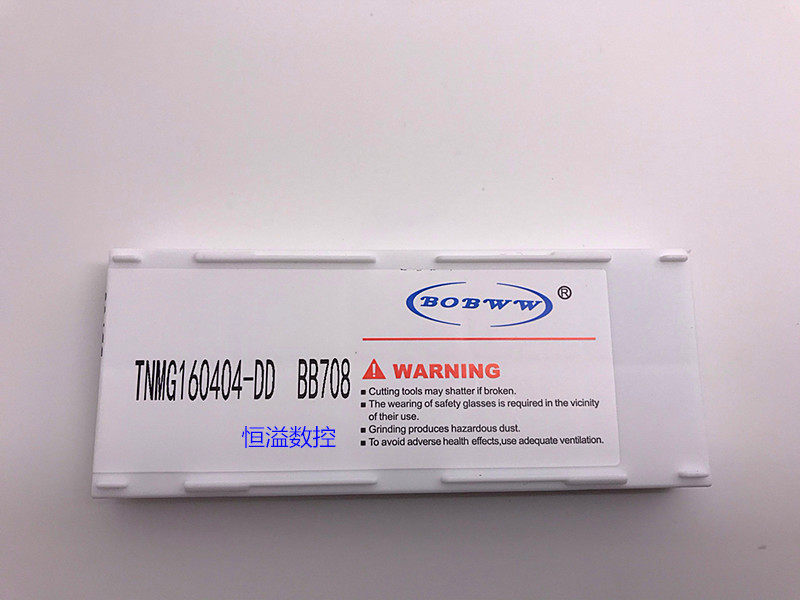 BOBWW®
TNMG160404-DD BB708
WARNING
■ Cutting tools may shatter if broken.
■ The wearing of safety glasses is required in the vicinity
of their use.
■ Grinding produces hazardous dust.
■ To avoid adverse health effects,use adequate ventilation.
恒溢数控